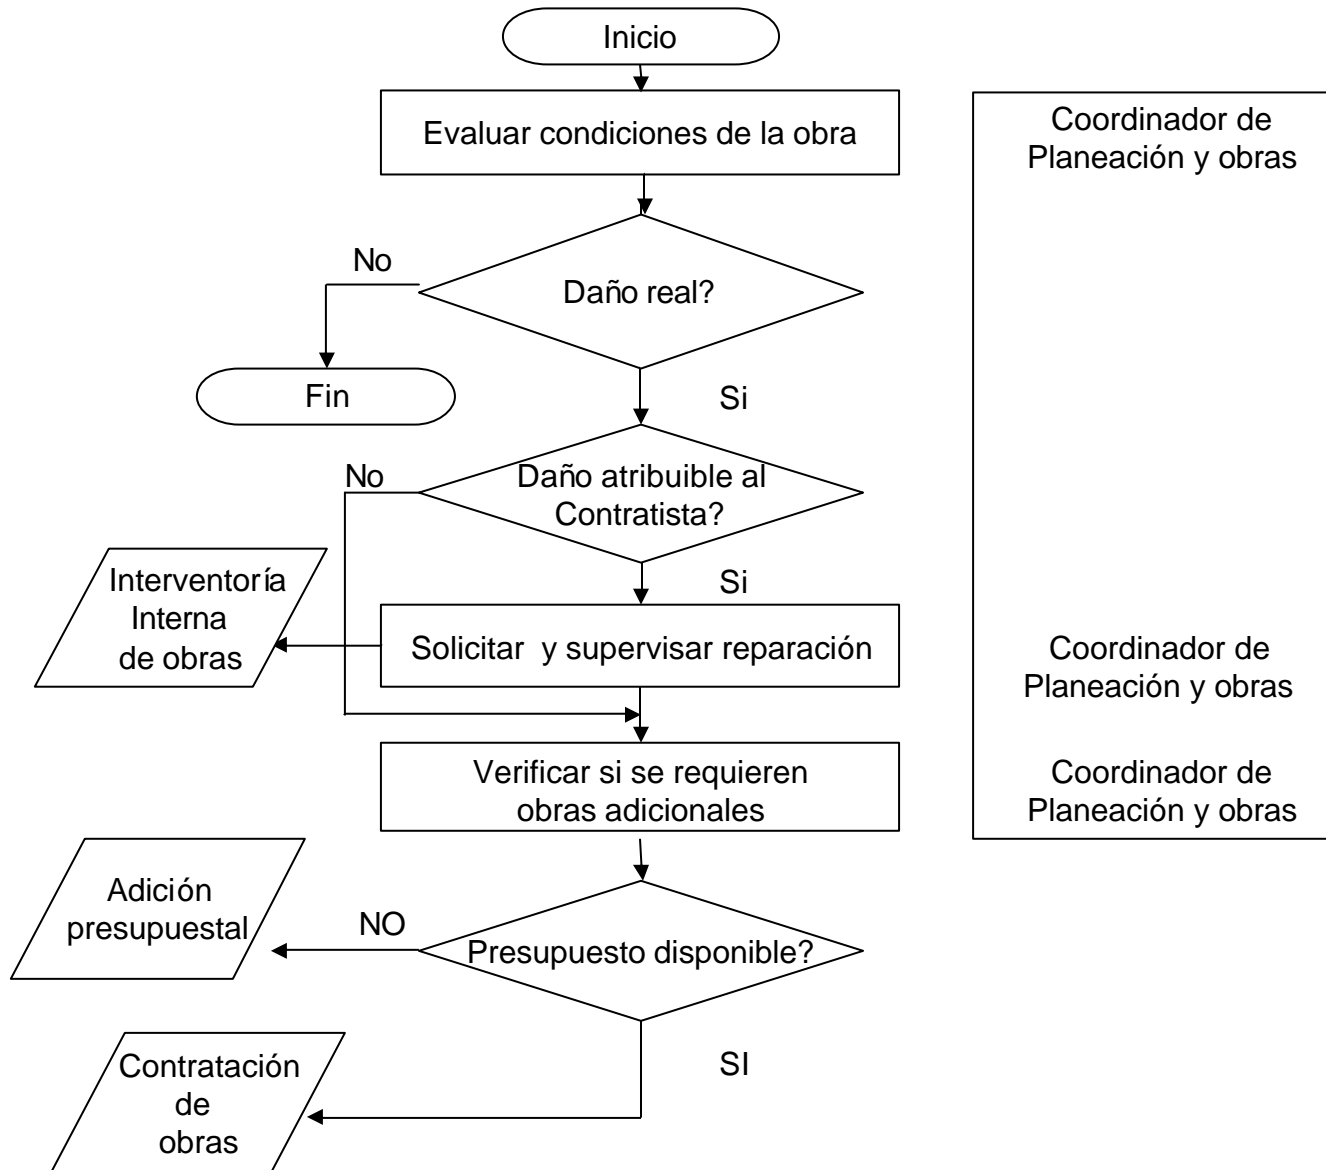 Inicio
Evaluar condiciones de la obra
Coordinador de
Planeación y obras
No
Daño real?
Fin
Si
No
Daño atribuible al
Contratista?
Si
Interventoría
Interna
de obras
Solicitar y supervisar reparación
Coordinador de
Planeación y obras
Verificar si se requieren
obras adicionales
Coordinador de
Planeación y obras
Adición
presupuestal
NO
Presupuesto disponible?
SI
Contratación
de
obras